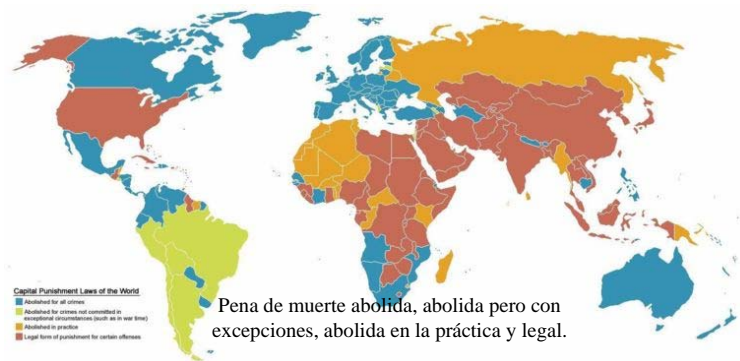 Capital Punishment Laws of the World
Abolished for all crimes
Abolished for crimes not committed in
exceptional circumstances (such as in war time)
Abolished in practice
Legal form of punishment for certain offenses
Pena de muerte abolida, abolida pero con
excepciones, abolida en la práctica y legal.